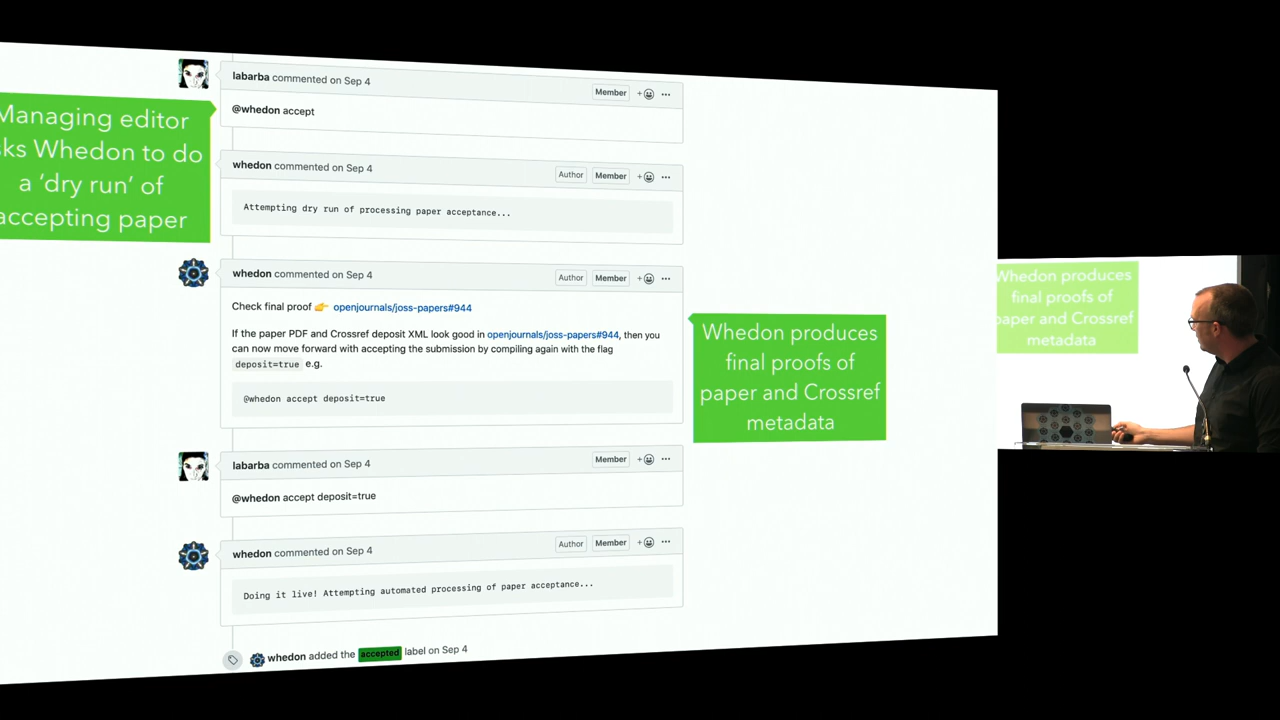 labarba commented on Sep 4
Member
@whedon accept
Managing editor
asks Whedon to do
a ‘dry run’ of
accepting paper
whedon commented on Sep 4
Author
Member
Attempting dry run of processing paper acceptance...
whedon commented on Sep 4
Author
Member
Check final proof 👉 openjournals/joss-papers#944
If the paper PDF and Crossref deposit XML look good in openjournals/joss-papers#944, then you
can now move forward with accepting the submission by compiling again with the flag
deposit=true e.g.
@whedon accept deposit=true
Whedon produces
final proofs of
paper and Crossref
metadata
labarba commented on Sep 4
Member
@whedon accept deposit=true
whedon commented on Sep 4
Author
Member
Doing it live! Attempting automated processing of paper acceptance...
whedon added the accepted label on Sep 4
Whedon produces
final proofs of
paper and Crossref
metadata